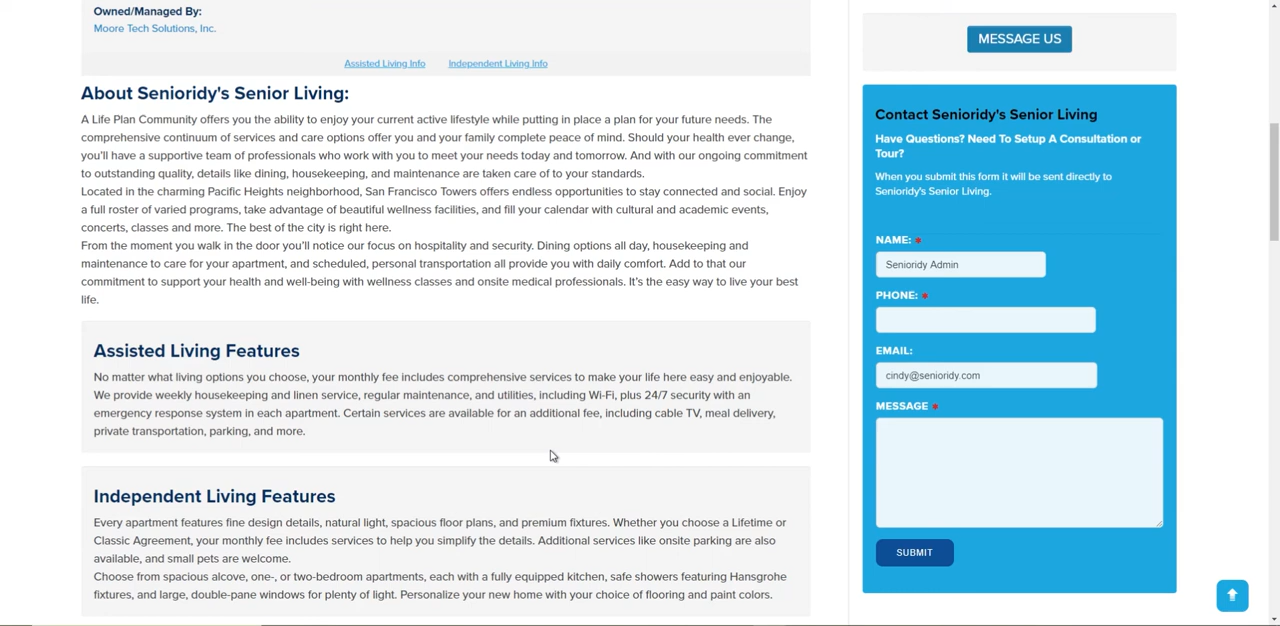 Owned/Managed By:
Moore Tech Solutions, Inc.
Assisted Living Info
Independent Living Info
About Senioridy's Senior Living:
A Life Plan Community offers you the ability to enjoy your current active lifestyle while putting in place a plan for your future needs. The
comprehensive continuum of services and care options offer you and your family complete peace of mind. Should your health ever change,
you'll have a supportive team of professionals who work with you to meet your needs today and tomorrow. And with our ongoing commitment
to outstanding quality, details like dining, housekeeping, and maintenance are taken care of to your standards.
Located in the charming Pacific Heights neighborhood, San Francisco Towers offers endless opportunities to stay connected and social. Enjoy
a full roster of varied programs, take advantage of beautiful wellness facilities, and fill your calendar with cultural and academic events,
concerts, classes and more. The best of the city is right here.
From the moment you walk in the door you'll notice our focus on hospitality and security. Dining options all day, housekeeping and
maintenance to care for your apartment, and scheduled, personal transportation all provide you with daily comfort. Add to that our
commitment to support your health and well-being with wellness classes and onsite medical professionals. It's the easy way to live your best
life.
Assisted Living Features
No matter what living options you choose, your monthly fee includes comprehensive services to make your life here easy and enjoyable.
We provide weekly housekeeping and linen service, regular maintenance, and utilities, including Wi-Fi, plus 24/7 security with an
emergency response system in each apartment. Certain services are available for an additional fee, including cable TV, meal delivery,
private transportation, parking, and more.
Independent Living Features
Every apartment features fine design details, natural light, spacious floor plans, and premium fixtures. Whether you choose a Lifetime or
Classic Agreement, your monthly fee includes services to help you simplify the details. Additional services like onsite parking are also
available, and small pets are welcome.
Choose from spacious alcove, one-, or two-bedroom apartments, each with a fully equipped kitchen, safe showers featuring Hansgrohe
fixtures, and large, double-pane windows for plenty of light. Personalize your new home with your choice of flooring and paint colors.
MESSAGE US
Contact Senioridy's Senior Living
Have Questions? Need To Setup A Consultation or
Tour?
When you submit this form it will be sent directly to
Senioridy's Senior Living.
NAME: *
Senioridy Admin
PHONE: *
EMAIL:
cindy@senioridy.com
MESSAGE *
SUBMIT